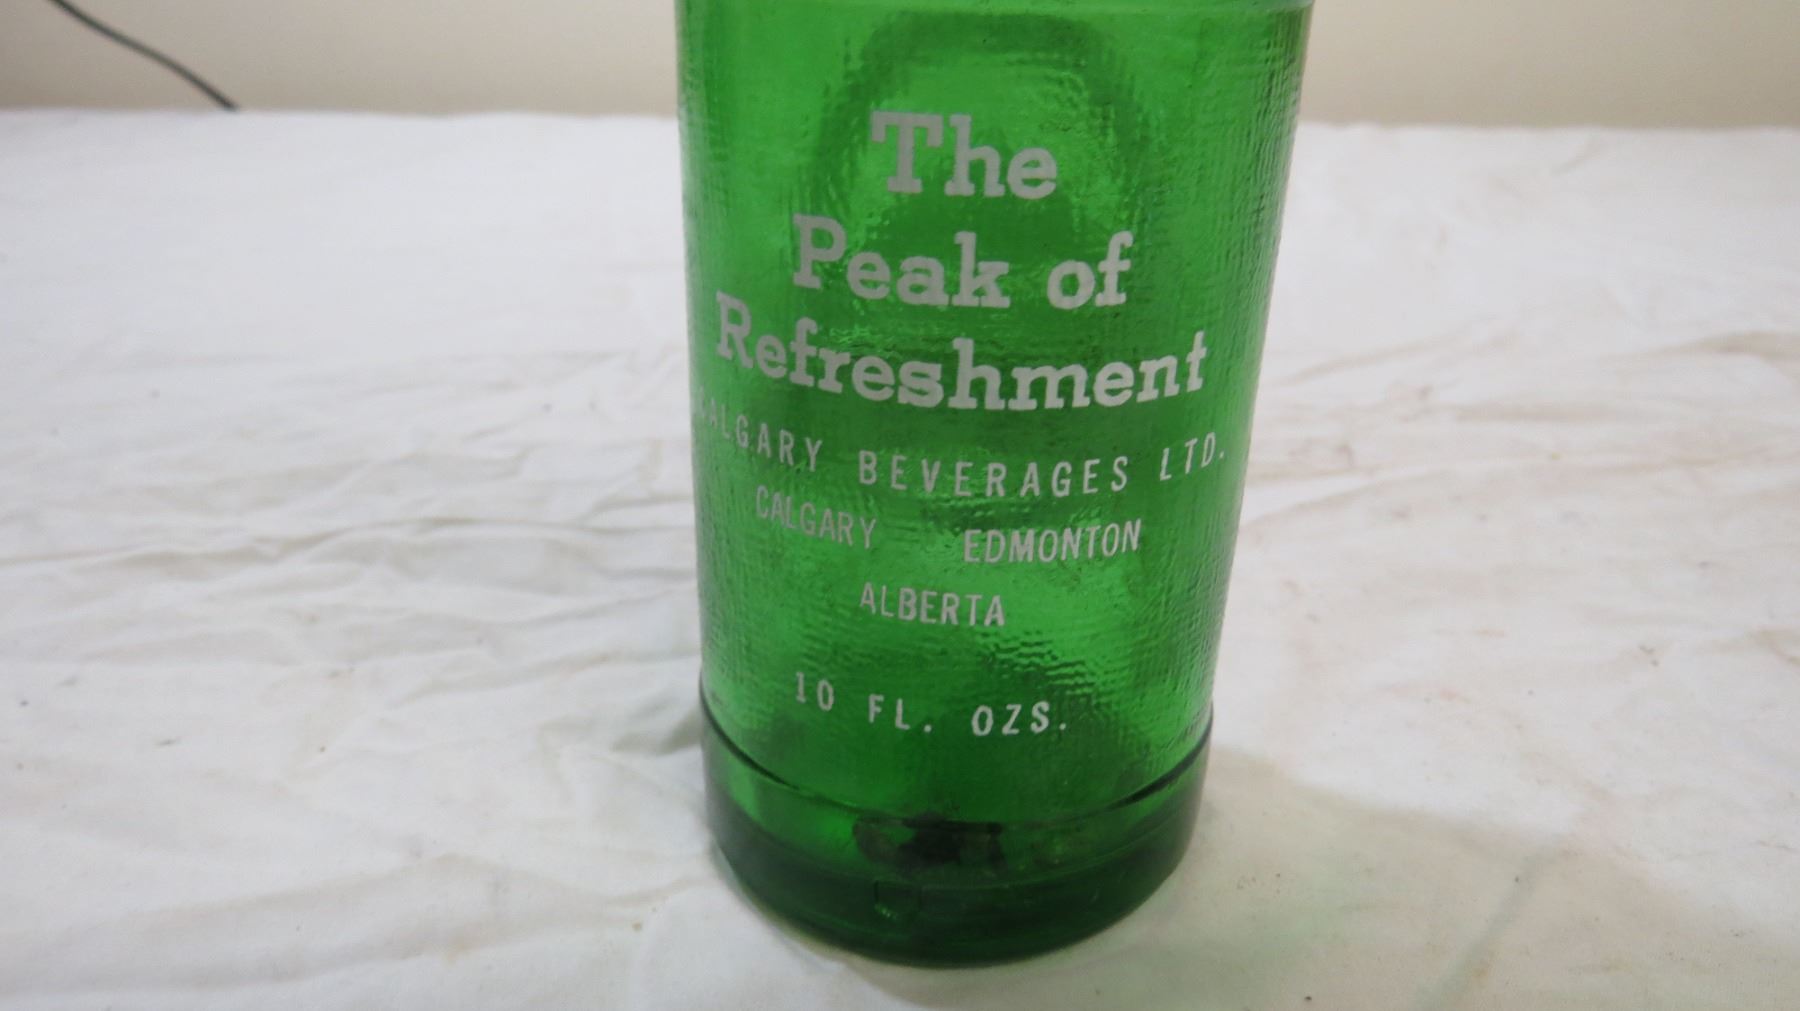 The
Peak of
Refreshment
CALGARY BEVERAGES LTD.
CALGARY EDMONTON
ALBERTA
10 FL. OZS.